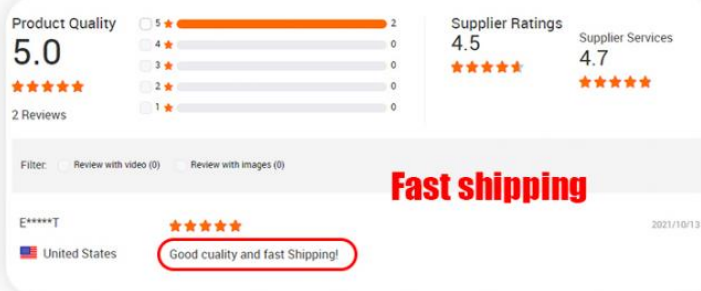 Product Quality
5.0
2 Reviews
5 2
4 0
3 0
2 0
1 0
Supplier Ratings
4.5
Supplier Services
4.7
Filter: Review with video (0) Review with images (0)
Fast shipping
E*****T
2021/10/13
United States
Good cuality and fast Shipping!